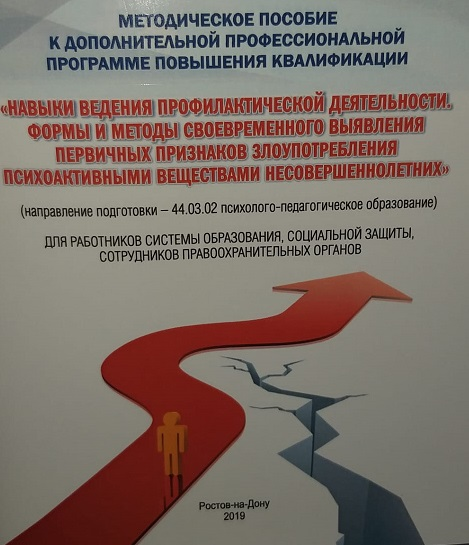 МЕТОДИЧЕСКОЕ ПОСОБИЕ
К ДОПОЛНИТЕЛЬНОЙ ПРОФЕССИОНАЛЬНОЙ
ПРОГРАММЕ ПОВЫШЕНИЯ КВАЛИФИКАЦИИ
«НАВЫКИ ВЕДЕНИЯ ПРОФИЛАКТИЧЕСКОЙ ДЕЯТЕЛЬНОСТИ.
ФОРМЫ И МЕТОДЫ СВОЕВРЕМЕННОГО ВЫЯВЛЕНИЯ
ПЕРВИЧНЫХ ПРИЗНАКОВ ЗЛОУПОТРЕБЛЕНИЯ
ПСИХОАКТИВНЫМИ ВЕЩЕСТВАМИ НЕСОВЕРШЕННОЛЕТНИХ»
(направление подготовки – 44.03.02 психолого-педагогическое образование)
ДЛЯ РАБОТНИКОВ СИСТЕМЫ ОБРАЗОВАНИЯ, СОЦИАЛЬНОЙ ЗАЩИТЫ,
СОТРУДНИКОВ ПРАВООХРАНИТЕЛЬНЫХ ОРГАНОВ
Ростов-на-Дону
2019